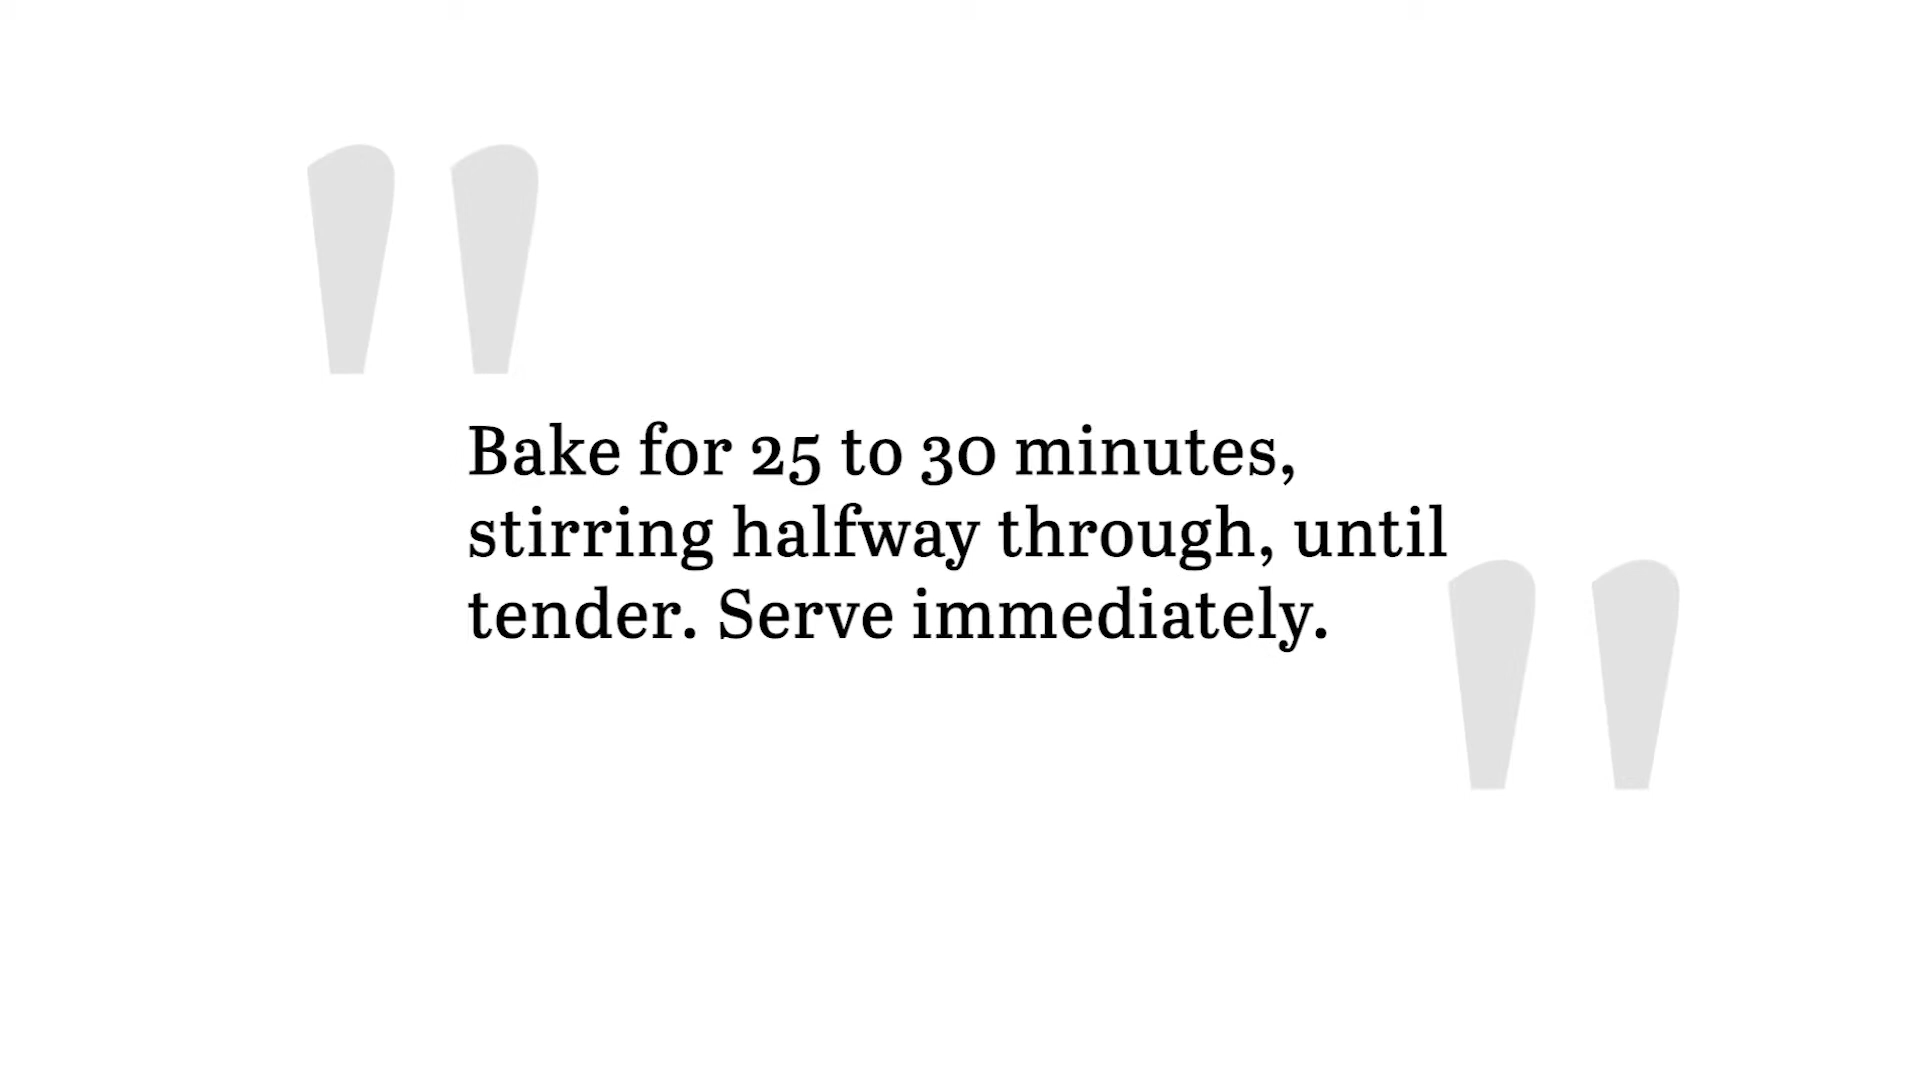 "
Bake for 25 to 30 minutes,
stirring halfway through, until
tender. Serve immediately.
"